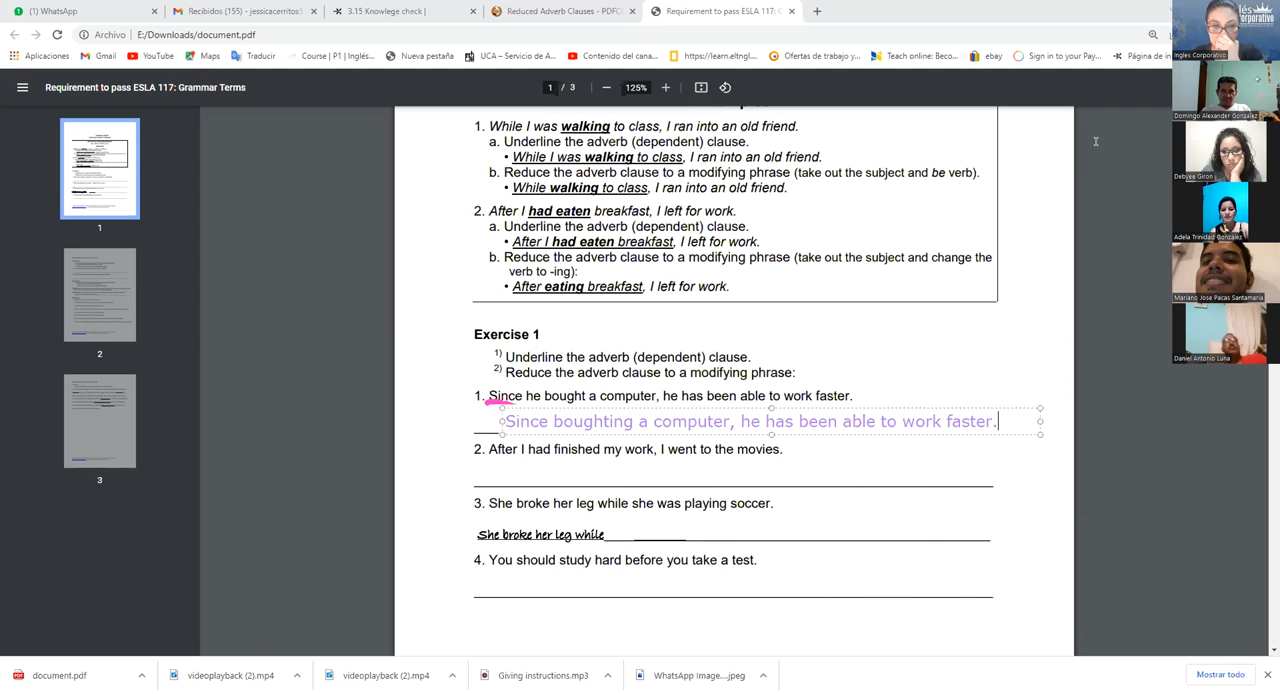 (1) WhatsApp
Recibidos (155) - jessicacerritos
3.15 Knowlege check |
Reduced Adverb Clauses - PDFC
Requirement to pass ESLA 117: G
Archivo | E:/Downloads/document.pdf
Aplicaciones
Gmail
YouTube
Maps
Traducir
Course | P1 | Inglés...
Nueva pestaña
UCA – Servicio de A...
Contenido del cana...
https://learn.eltngl...
Ofertas de trabajo y...
Teach online: Beco...
ebay
Sign in to your Pay...
Página de in
Requirement to pass ESLA 117: Grammar Terms
1 / 3
125%
1. While I was walking to class, I ran into an old friend.
a. Underline the adverb (dependent) clause.
• While I was walking to class, I ran into an old friend.
b. Reduce the adverb clause to a modifying phrase (take out the subject and be verb).
• While walking to class, I ran into an old friend.
2. After I had eaten breakfast, I left for work.
a. Underline the adverb (dependent) clause.
• After I had eaten breakfast, I left for work.
b. Reduce the adverb clause to a modifying phrase (take out the subject and change the
verb to -ing):
• After eating breakfast, I left for work.
Exercise 1
1) Underline the adverb (dependent) clause.
2) Reduce the adverb clause to a modifying phrase:
1. Since he bought a computer, he has been able to work faster.
Since boughting a computer, he has been able to work faster.
2. After I had finished my work, I went to the movies.
3. She broke her leg while she was playing soccer.
She broke her leg while
4. You should study hard before you take a test.
1
2
3
lés
corporativo
Ingles Corporativo
Domingo Alexander González
Debyee Giron
Adela Trinidad González
Mariano Jose Pacas Santamaria
Daniel Antonio Luna
document.pdf
videoplayback (2).mp4
videoplayback (2).mp4
Giving instructions.mp3
WhatsApp Image....jpeg
Mostrar todo